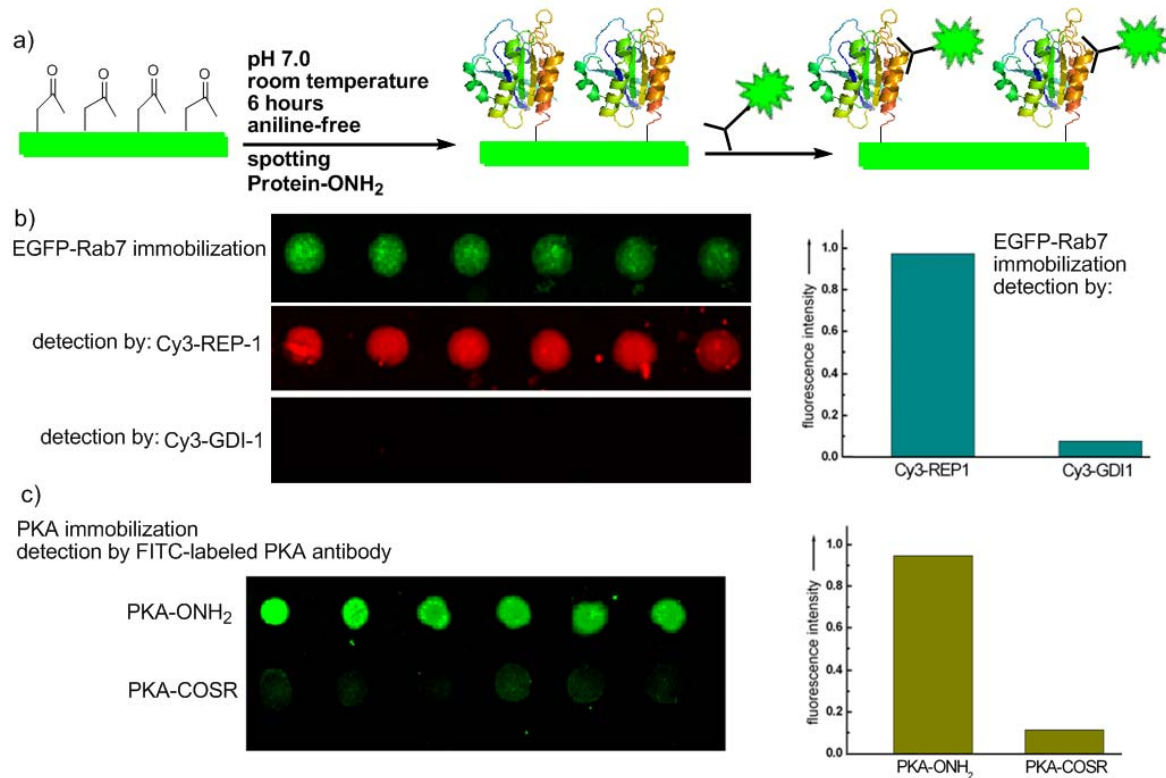 a)
O O O O
pH 7.0
room temperature
6 hours
aniline-free
spotting
Protein-ONH₂
b)
EGFP-Rab7 immobilization
detection by: Cy3-REP-1
detection by: Cy3-GDI-1
fluorescence intensity
1.0
0.8
0.6
0.4
0.2
0.0
Cy3-REP1 Cy3-GDI1
EGFP-Rab7
immobilization
detection by:
c)
PKA immobilization
detection by FITC-labeled PKA antibody
PKA-ONH₂
PKA-COSR
fluorescence intensity
1.0
0.8
0.6
0.4
0.2
0.0
PKA-ONH₂ PKA-COSR